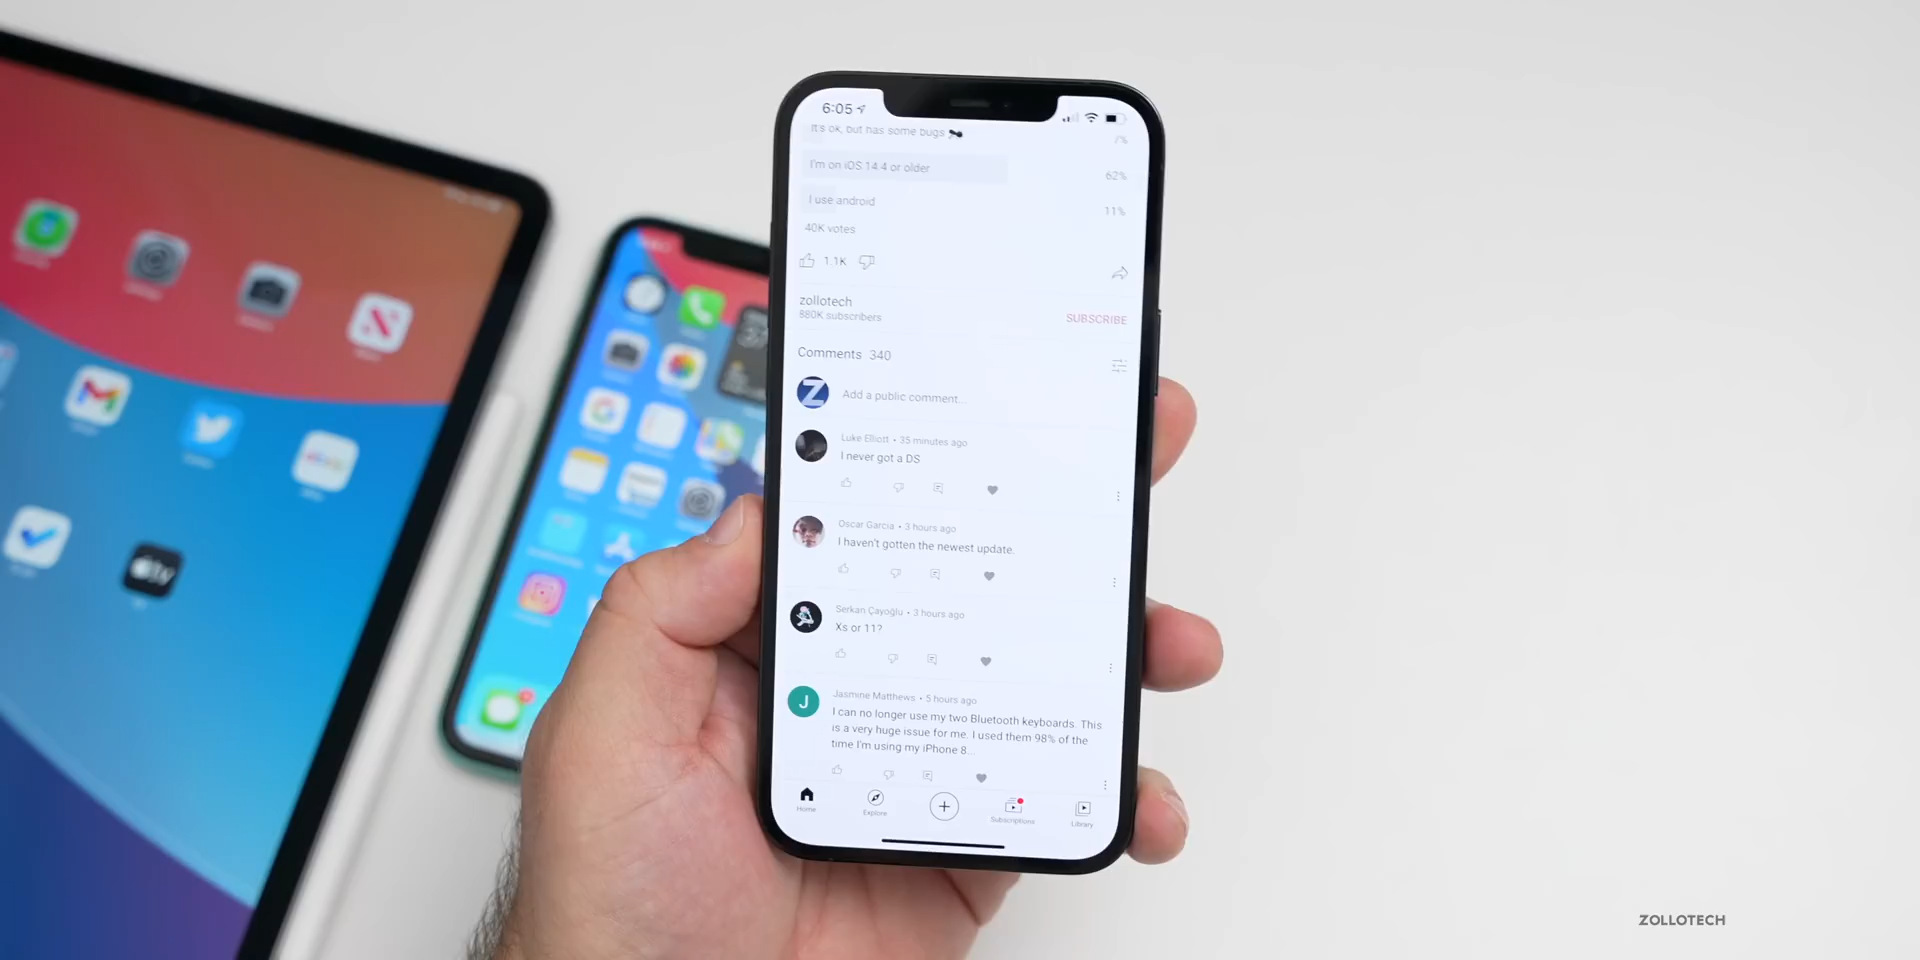 6:05
It's ok, but has some bugs
7%
I'm on iOS 14.4 or older
62%
I use android
11%
40K votes
1.1K
zollotech
880K subscribers
SUBSCRIBE
Comments 340
Z
Add a public comment...
Luke Elliott • 35 minutes ago
I never got a DS
Oscar Garcia • 3 hours ago
I haven't gotten the newest update.
Serkan Çayoğlu • 3 hours ago
Xs or 11?
J
Jasmine Matthews • 5 hours ago
I can no longer use my two Bluetooth keyboards. This
is a very huge issue for me. I used them 98% of the
time I'm using my iPhone 8...
Home
Explore
Subscriptions
Library
ZOLLOTECH